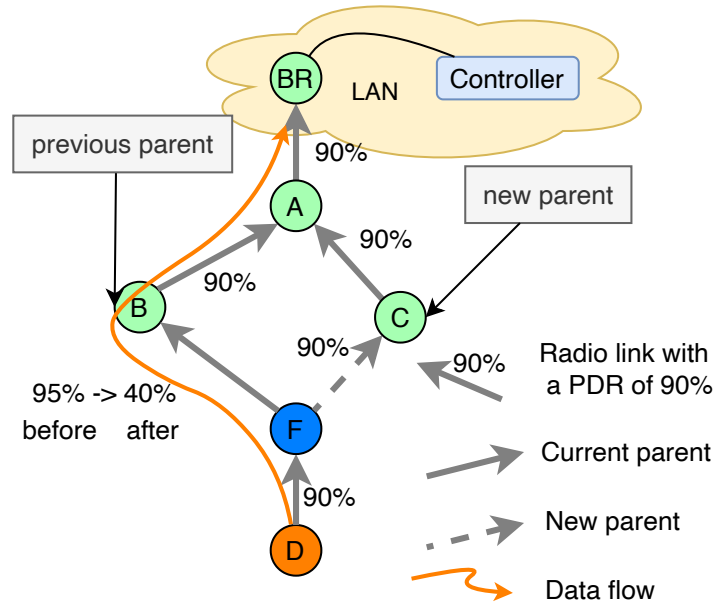 BR
LAN
Controller
previous parent
90%
A
new parent
90%
90%
B
C
90%
90%
Radio link with
a PDR of 90%
95% -> 40%
before after
F
Current parent
90%
New parent
D
Data flow